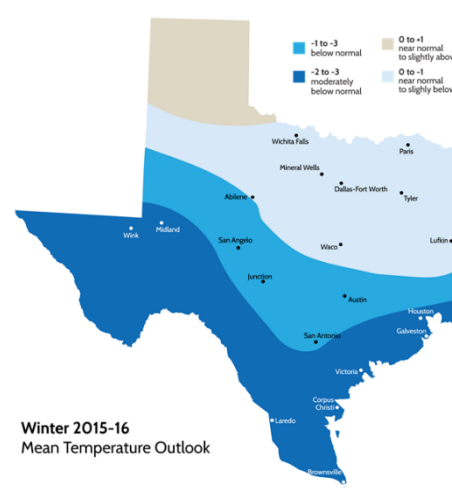 -1 to -3
below normal
0 to +1
near normal
to slightly above
-2 to -3
moderately
below normal
0 to -1
near normal
to slighly below
Wichita Falls
Paris
Mineral Wells
Dallas-Fort Worth
Tyler
Abilene
Wink
Midland
San Angelo
Waco
Lufkin
Junction
Austin
Houston
Galveston
San Antonio
Victoria
Corpus
Christi
Laredo
Brownsville
Winter 2015-16
Mean Temperature Outlook